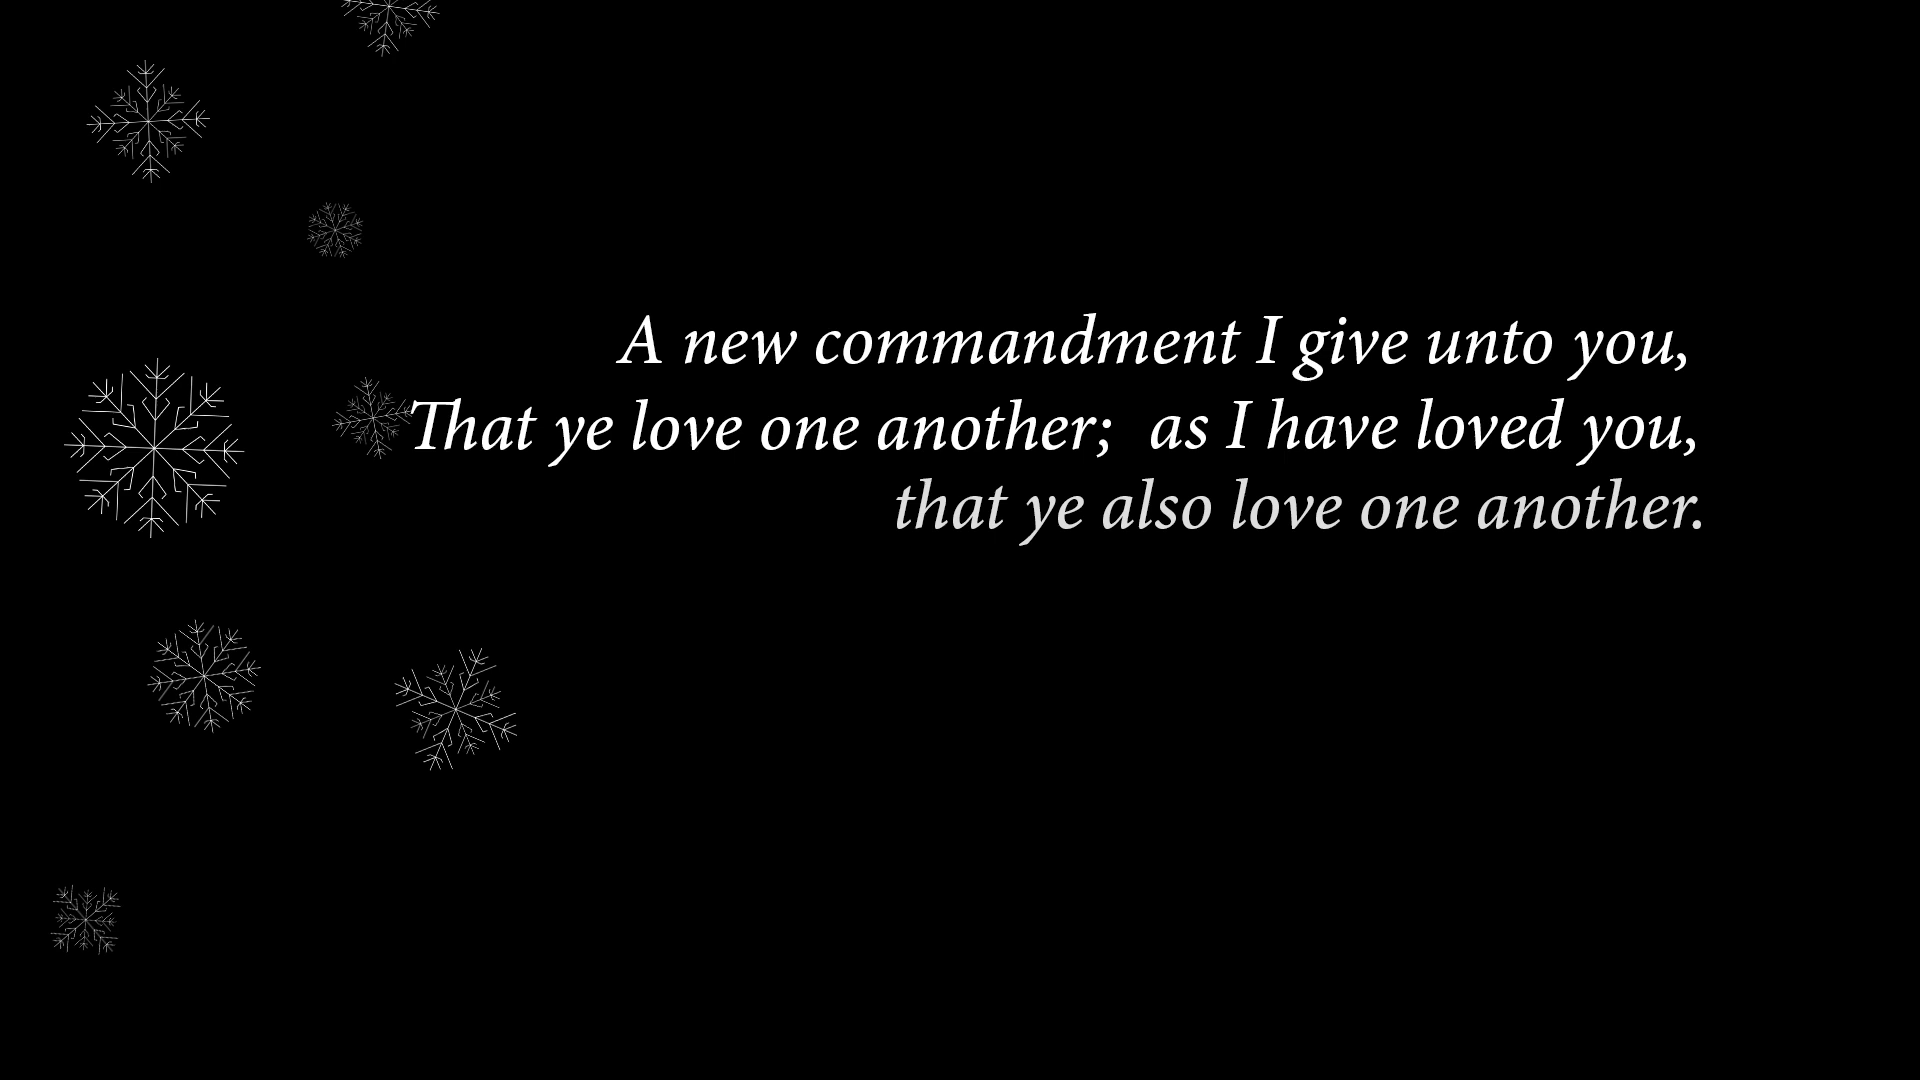 A new commandment I give unto you,
That ye love one another; as I have loved you,
that ye also love one another.